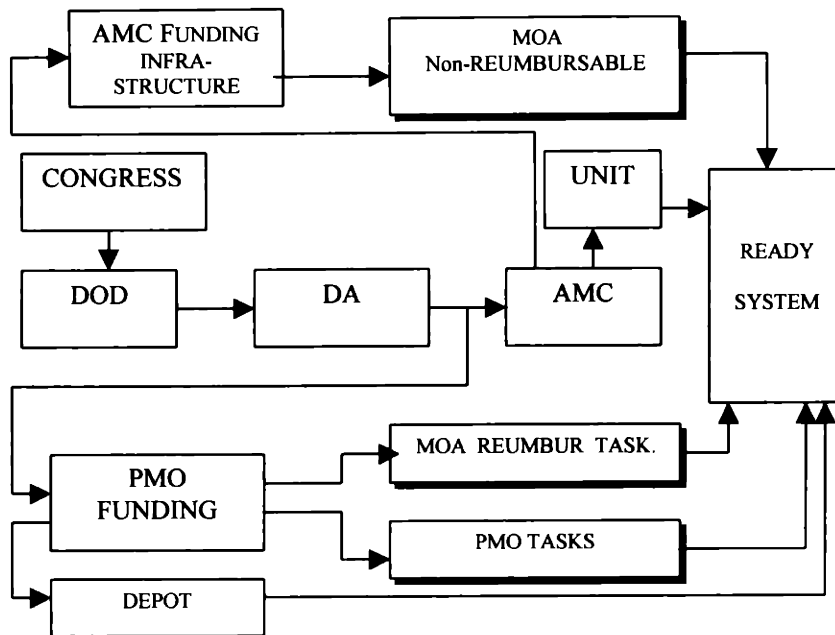 AMC FUNDING
INFRA-
STRUCTURE
MOA
Non-REUMBURSABLE
CONGRESS
UNIT
READY
SYSTEM
DOD
DA
AMC
PMO
FUNDING
MOA REUMBUR TASK.
PMO TASKS
DEPOT